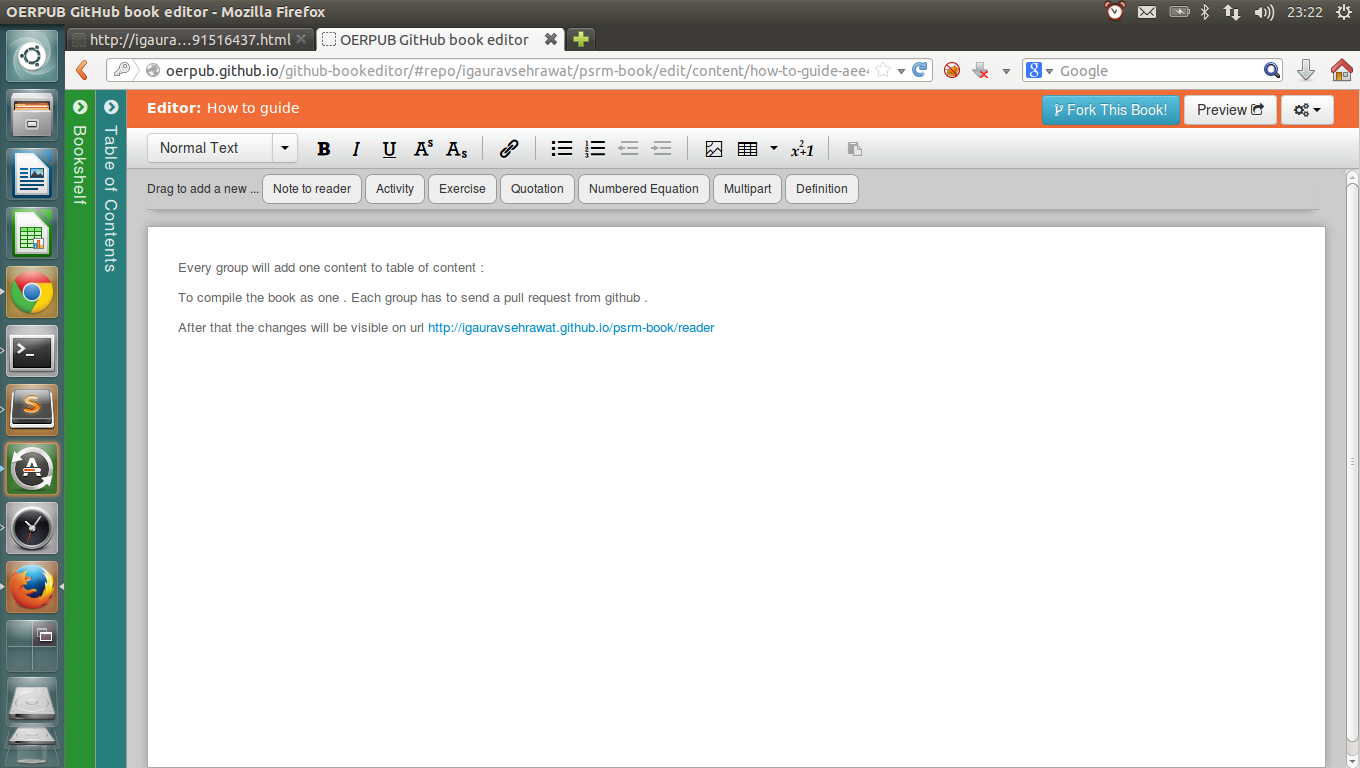 OERPUB GitHub book editor - Mozilla Firefox
23:22
http://igaura...91516437.html
OERPUB GitHub book editor
oerpub.github.io/github-bookeditor/#repo/igauravsehrawat/psrm-book/edit/content/how-to-guide-aee
Google
Bookshelf
Table of Contents
Editor: How to guide
Fork This Book!
Preview
Normal Text
B I U Aˢ Aₛ
x²+1
Drag to add a new ... Note to reader Activity Exercise Quotation Numbered Equation Multipart Definition
Every group will add one content to table of content :
To compile the book as one . Each group has to send a pull request from github .
After that the changes will be visible on url http://igauravsehrawat.github.io/psrm-book/reader